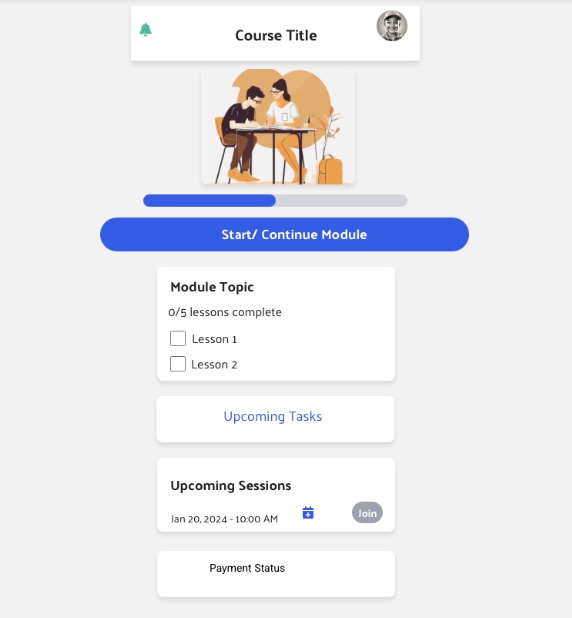 Course Title
Start/ Continue Module
Module Topic
0/5 lessons complete
Lesson 1
Lesson 2
Upcoming Tasks
Upcoming Sessions
Jan 20, 2024 - 10:00 AM Join
Payment Status